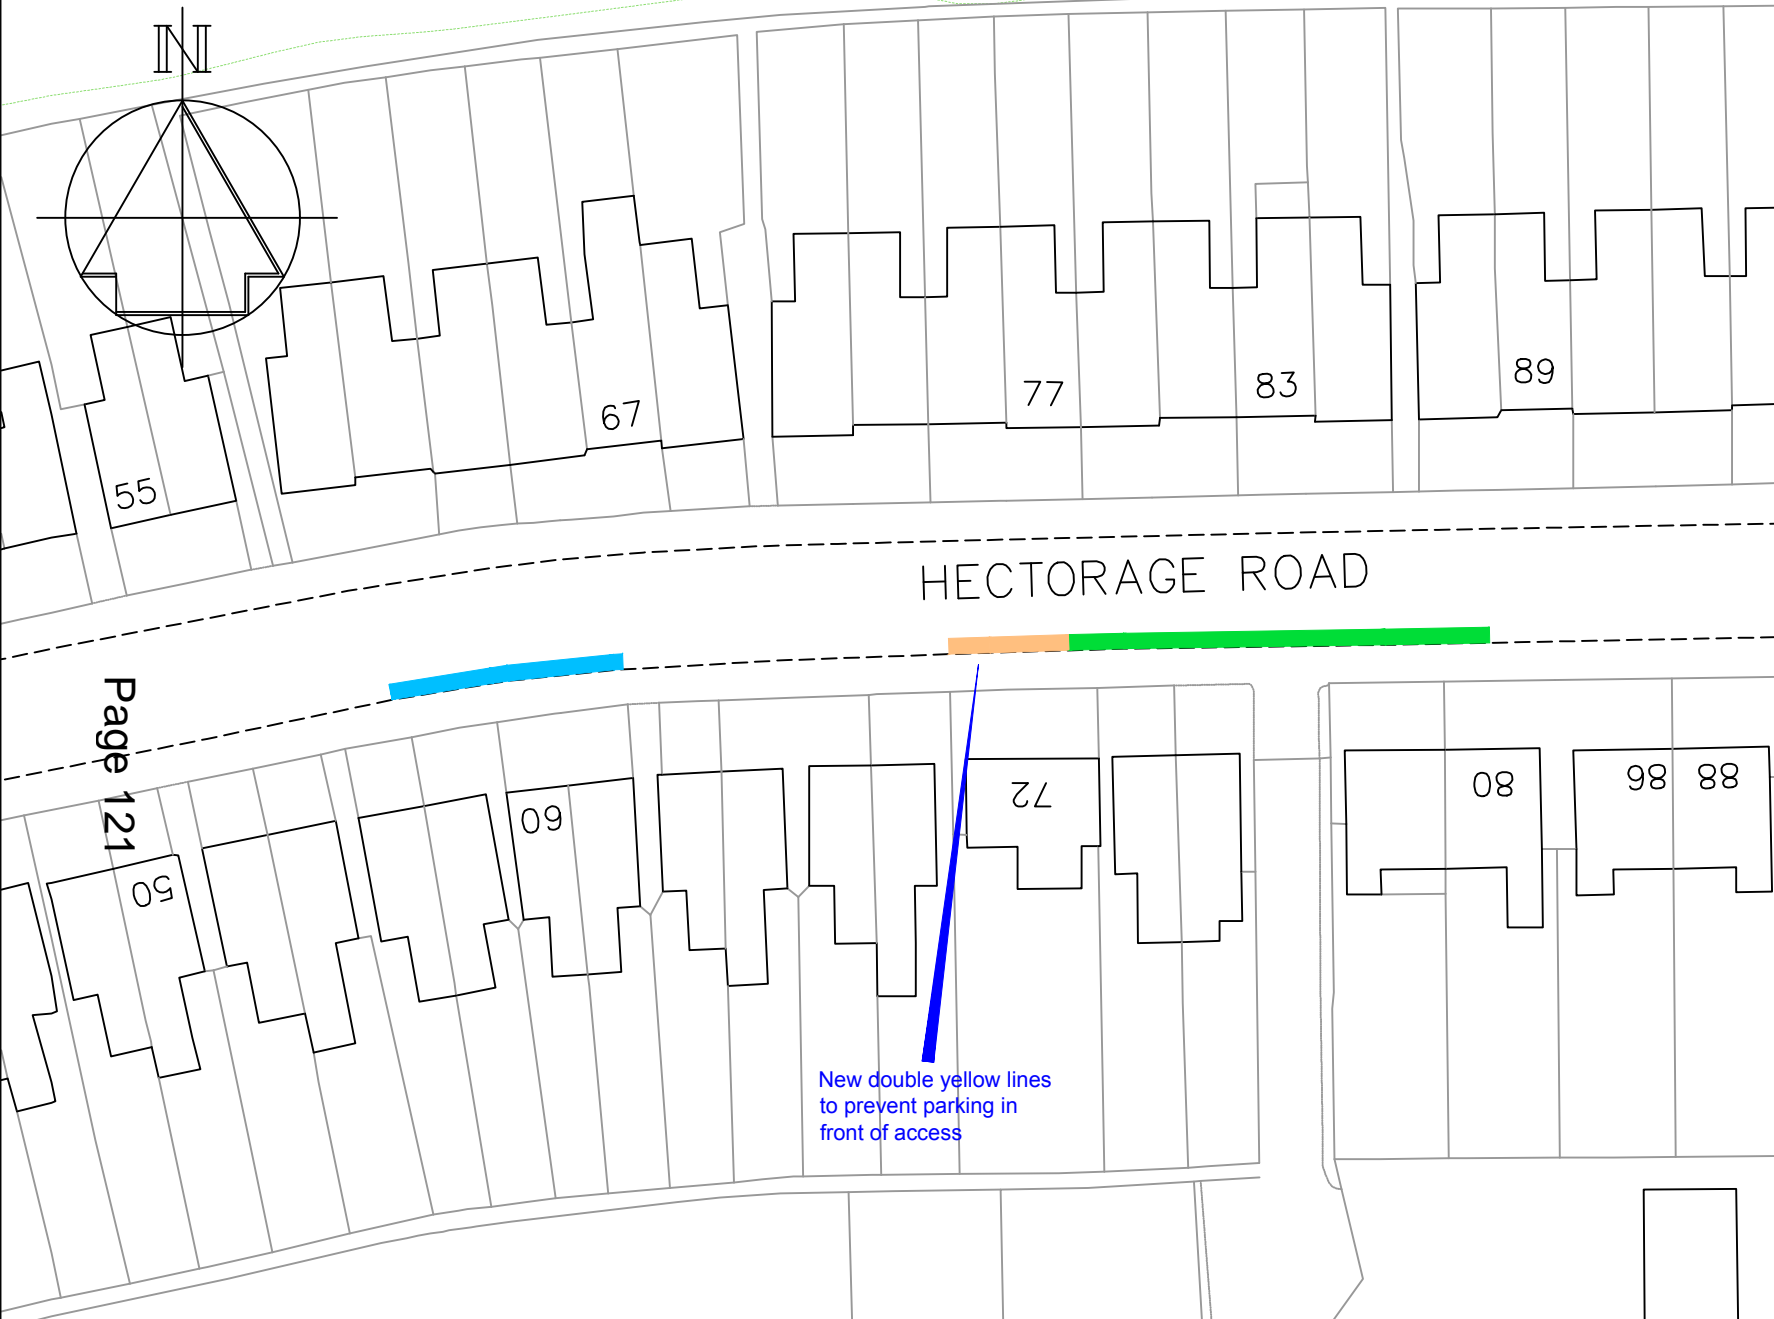 N
67
77
83
89
55
HECTORAGE ROAD
Page 121
72
80
86
88
60
50
New double yellow lines
to prevent parking in
front of access